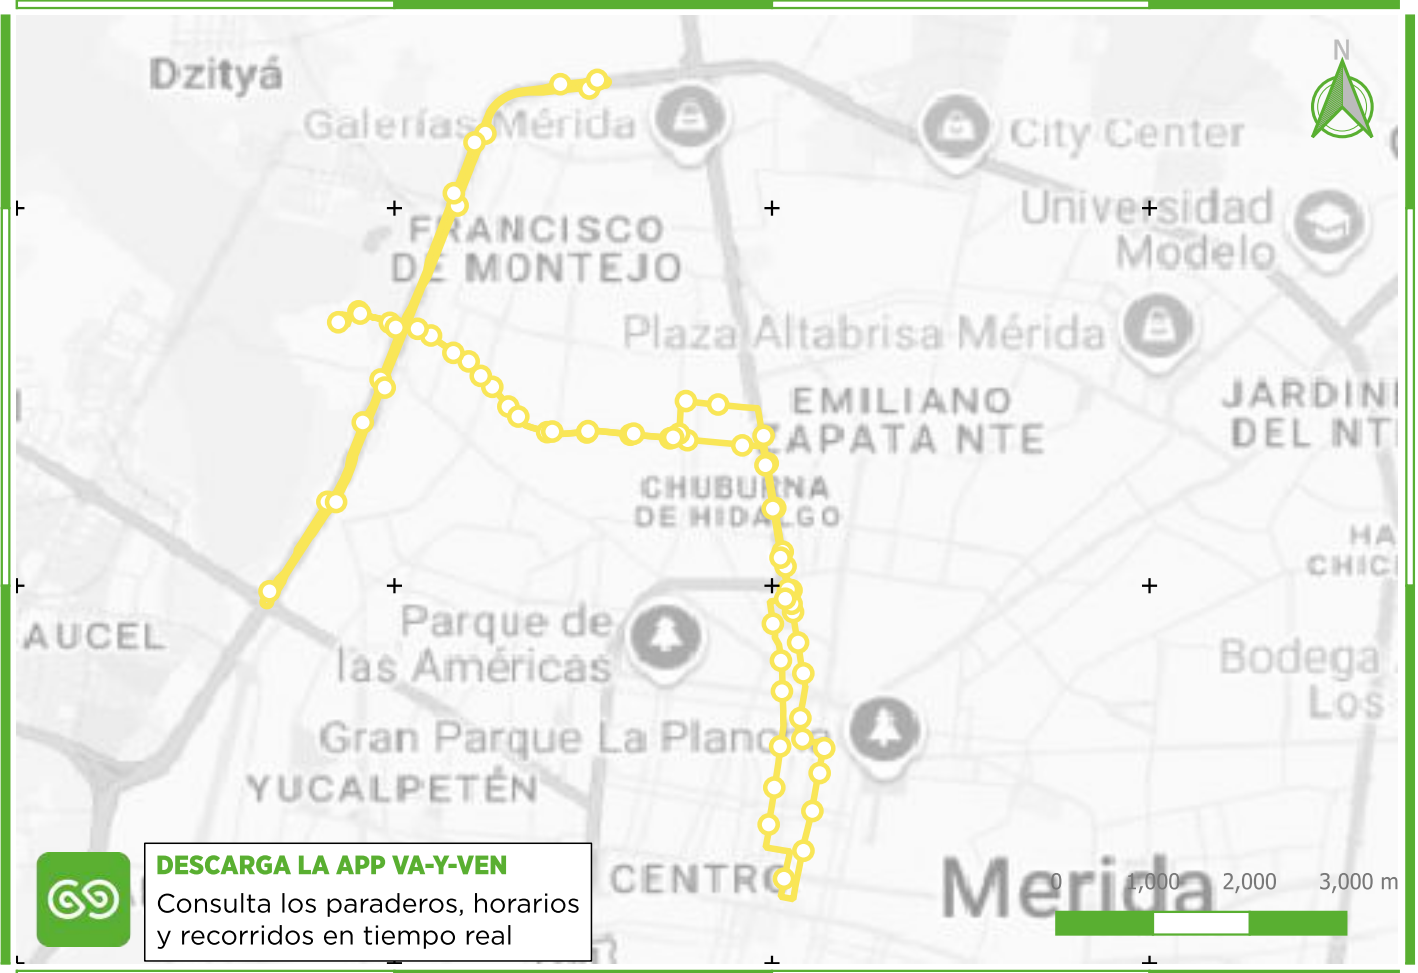 N
Dzityá
Galerías Mérida
City Center
Universidad
Modelo
FRANCISCO
DE MONTEJO
Plaza Altabrisa Mérida
EMILIANO
ZAPATA NTE
CHUBURNA
DE HIDALGO
Parque de
las Américas
AUCEL
Gran Parque La Plancha
YUCALPETÉN
Bodega
Los
JARDIN
DEL NT
HA
CHIC
CENTRO
Merida
0 1,000 2,000 3,000 m
DESCARGA LA APP VA-Y-VEN
Consulta los paraderos, horarios
y recorridos en tiempo real